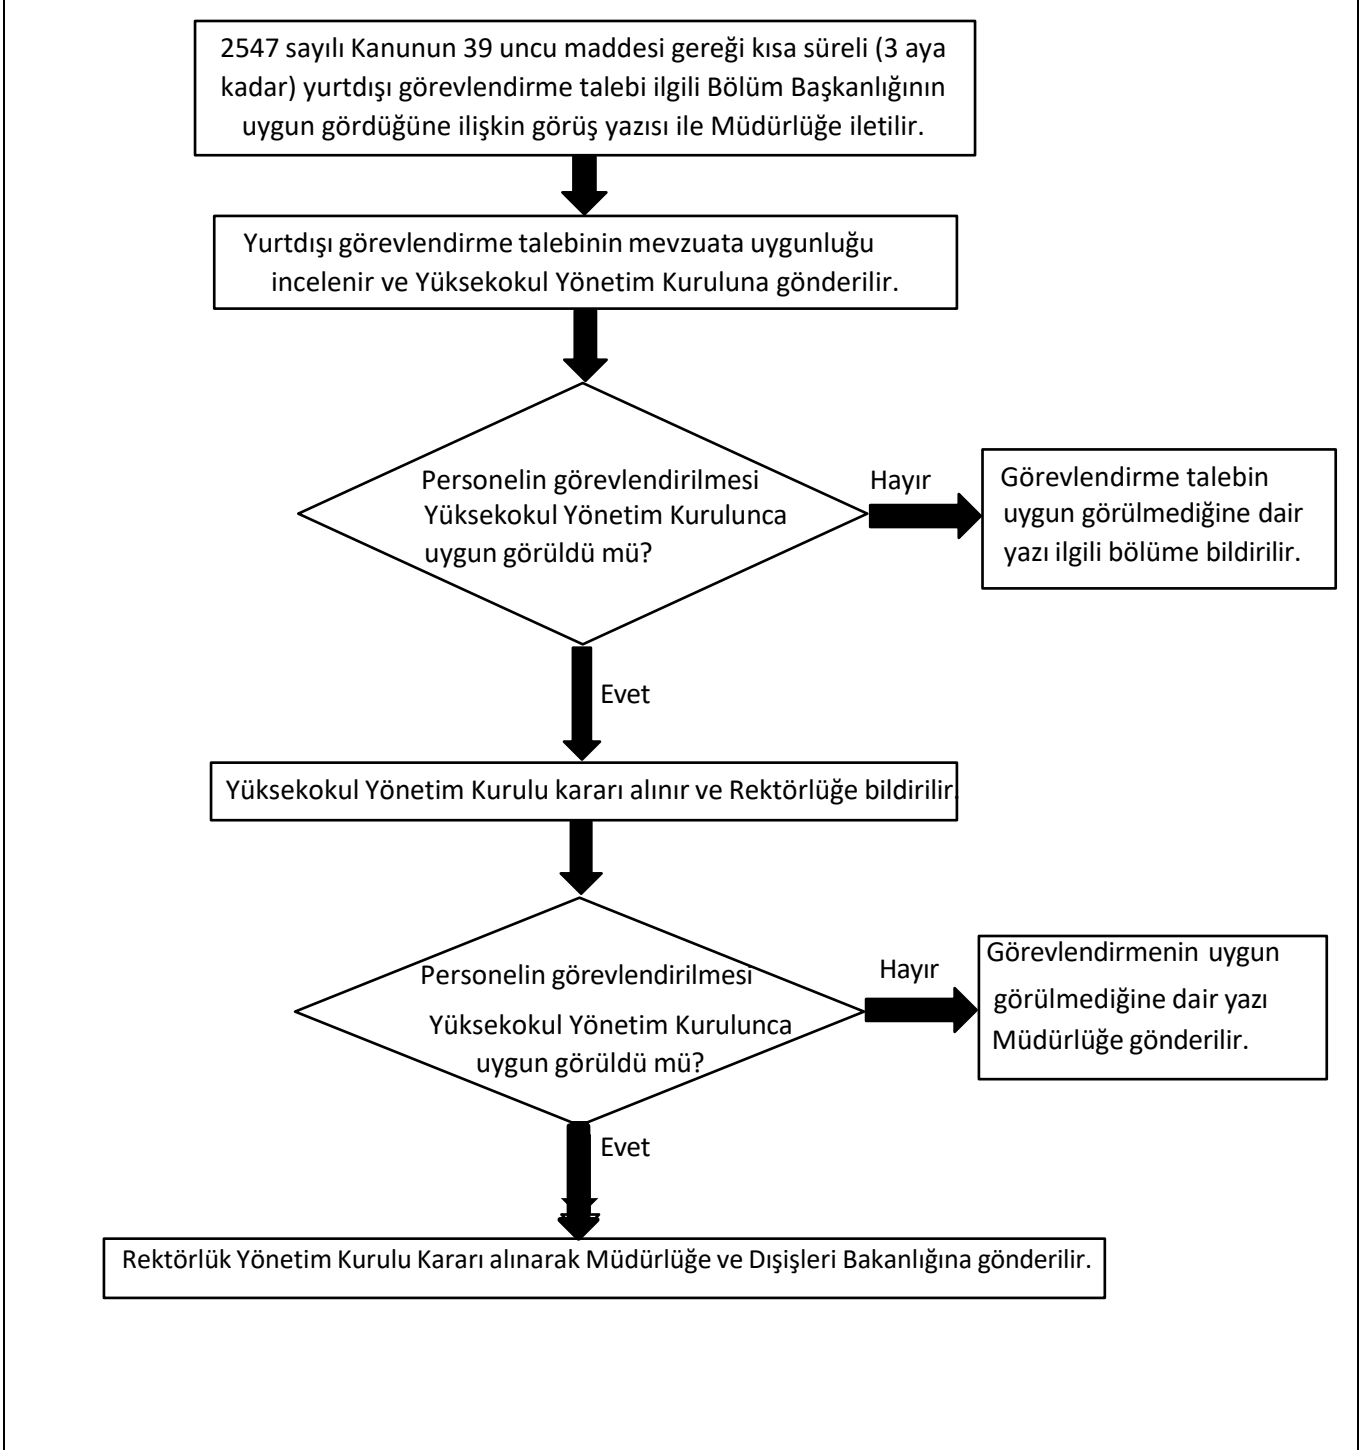 2547 sayılı Kanunun 39 uncu maddesi gereği kısa süreli (3 aya
kadar) yurtdışı görevlendirme talebi ilgili Bölüm Başkanlığının
uygun gördüğüne ilişkin görüş yazısı ile Müdürlüğe iletilir.
Yurtdışı görevlendirme talebinin mevzuata uygunluğu
incelenir ve Yüksekokul Yönetim Kuruluna gönderilir.
Personelin görevlendirilmesi
Yüksekokul Yönetim Kurulunca
uygun görüldü mü?
Hayır
Görevlendirme talebin
uygun görülmediğine dair
yazı ilgili bölüme bildirilir.
Evet
Yüksekokul Yönetim Kurulu kararı alınır ve Rektörlüğe bildirilir.
Personelin görevlendirilmesi
Yüksekokul Yönetim Kurulunca
uygun görüldü mü?
Hayır
Görevlendirmenin uygun
görülmediğine dair yazı
Müdürlüğe gönderilir.
Evet
Rektörlük Yönetim Kurulu Kararı alınarak Müdürlüğe ve Dışişleri Bakanlığına gönderilir.